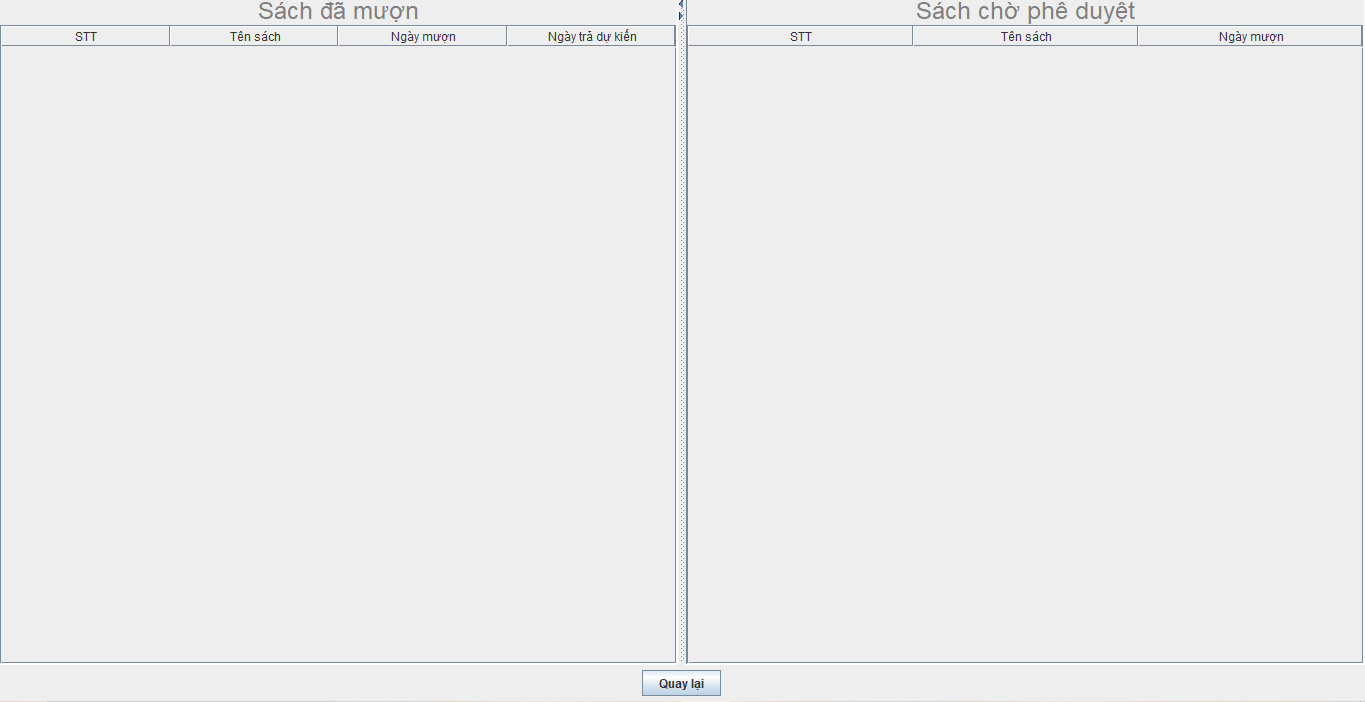 Sách đã mượn
STT Tên sách Ngày mượn Ngày trả dự kiến
Sách chờ phê duyệt
STT Tên sách Ngày mượn
Quay lại